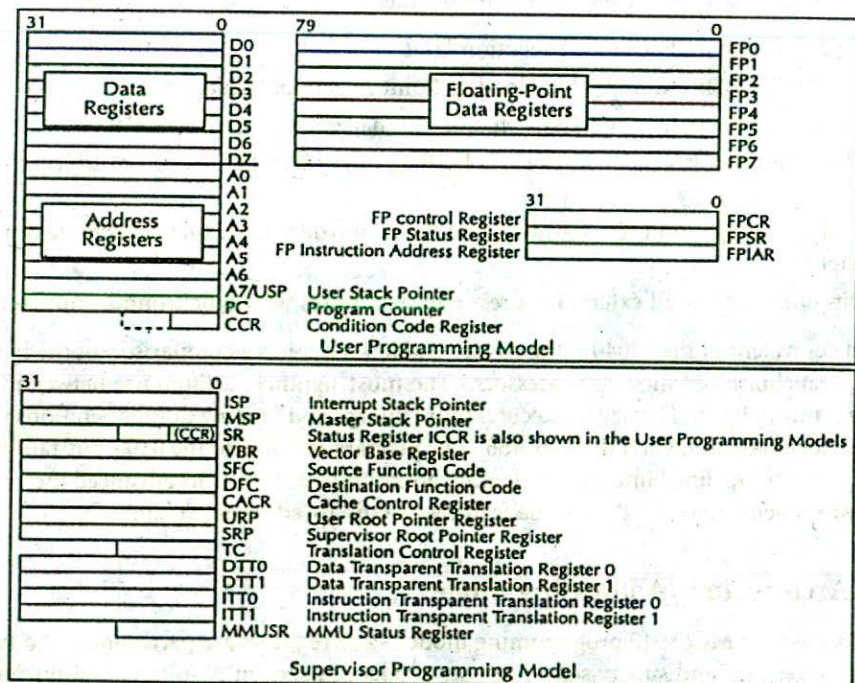 31 0
D0
D1
D2
D3
D4
D5
D6
D7
Data
Registers
A0
A1
A2
A3
A4
A5
A6
Address
Registers
A7/USP User Stack Pointer
PC Program Counter
CCR Condition Code Register
79 0
FP0
FP1
FP2
FP3
FP4
FP5
FP6
FP7
Floating-Point
Data Registers
31 0
FP control Register FPCR
FP Status Register FPSR
FP Instruction Address Register FPIAR
User Programming Model
31 0
ISP Interrupt Stack Pointer
MSP Master Stack Pointer
(CCR) SR Status Register ICCR is also shown in the User Programming Models
VBR Vector Base Register
SFC Source Function Code
DFC Destination Function Code
CACR Cache Control Register
URP User Root Pointer Register
SRP Supervisor Root Pointer Register
TC Translation Control Register
DTT0 Data Transparent Translation Register 0
DTT1 Data Transparent Translation Register 1
ITT0 Instruction Transparent Translation Register 0
ITT1 Instruction Transparent Translation Register 1
MMUSR MMU Status Register
Supervisor Programming Model